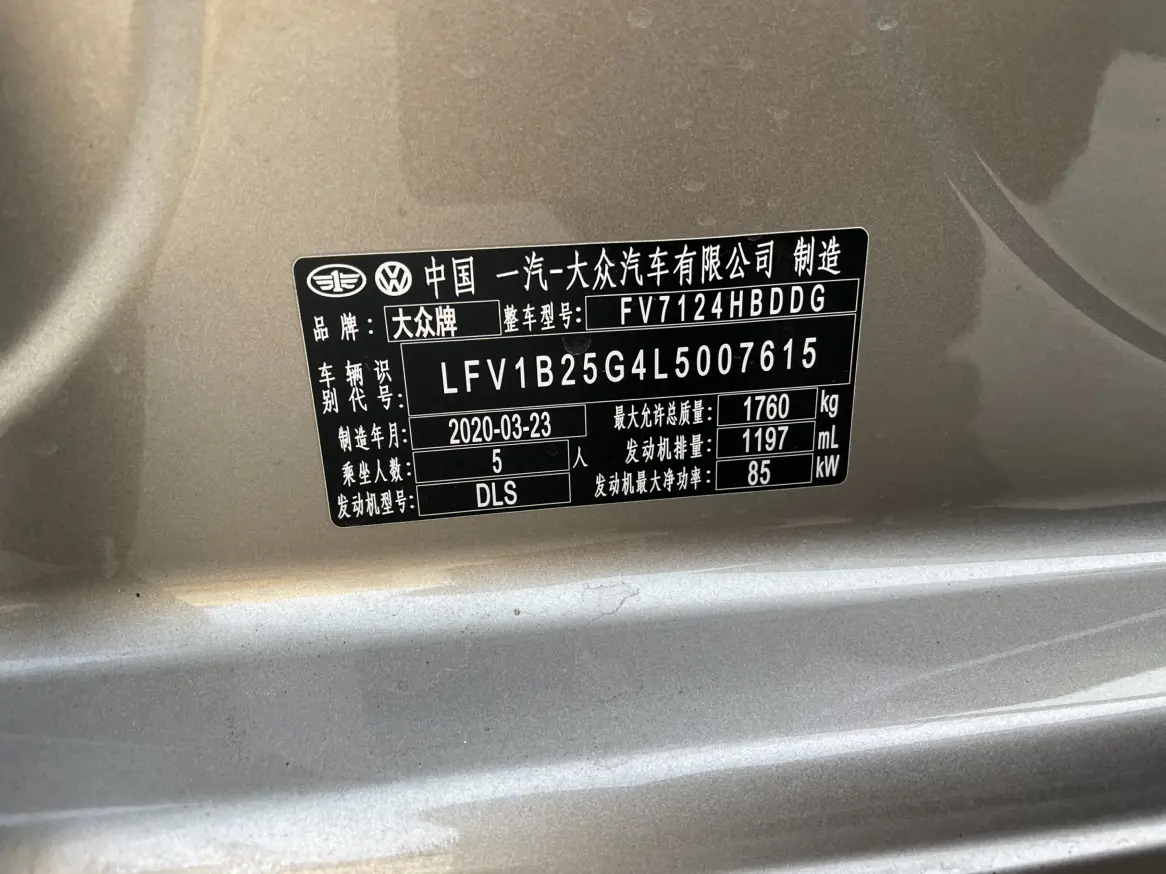 中国 一汽-大众汽车有限公司 制造
品牌: 大众牌 整车型号: FV7124HBDDG
车辆识别代号: LFV1B25G4L5007615
制造年月: 2020-03-23 最大允许总质量: 1760 kg
乘坐人数: 5 人 发动机排量: 1197 mL
发动机型号: DLS 发动机最大净功率: 85 kW